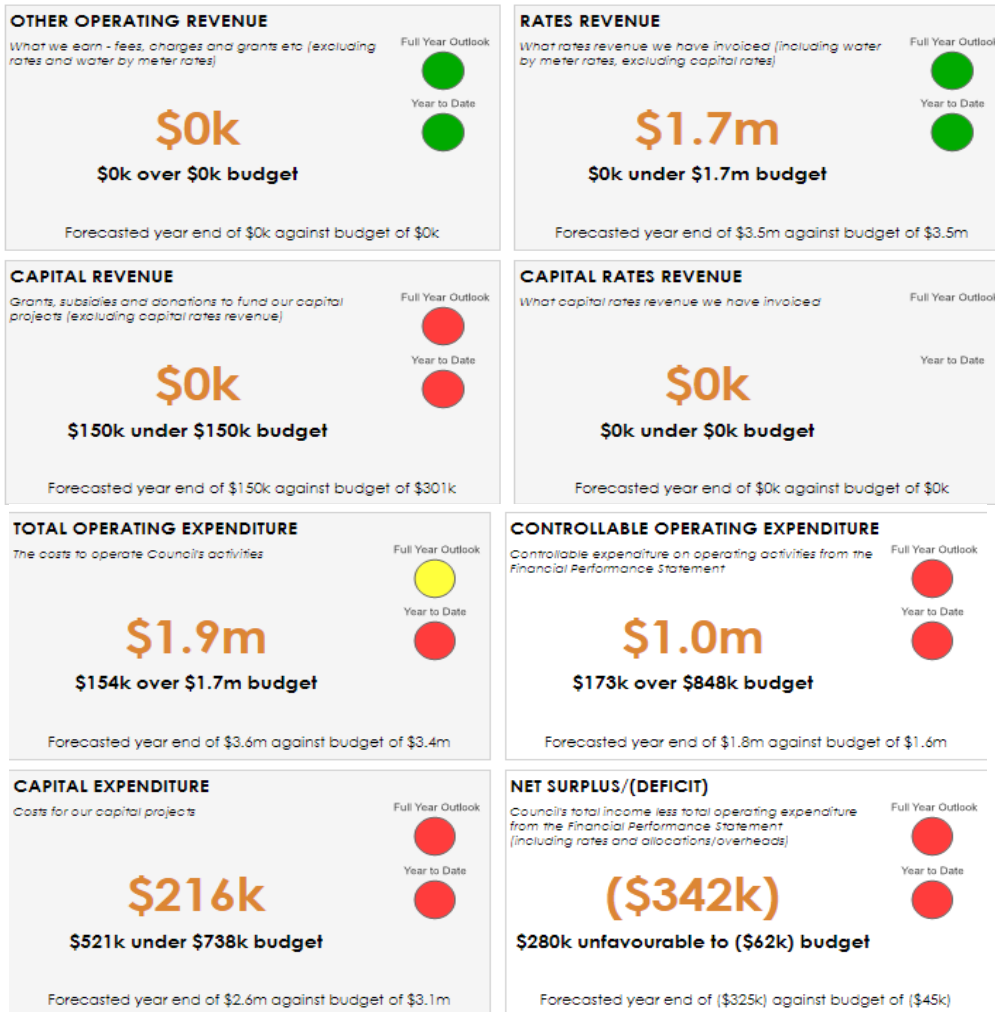 OTHER OPERATING REVENUE
What we earn - fees, charges and grants etc (excluding
rates and water by meter rates)
Full Year Outlook
Year to Date
$0k
$0k over $0k budget
Forecasted year end of $0k against budget of $0k
RATES REVENUE
What rates revenue we have invoiced (including water
by meter rates, excluding capital rates)
Full Year Outlook
Year to Date
$1.7m
$0k under $1.7m budget
Forecasted year end of $3.5m against budget of $3.5m
CAPITAL REVENUE
Grants, subsidies and donations to fund our capital
projects (excluding capital rates revenue)
Full Year Outlook
Year to Date
$0k
$150k under $150k budget
Forecasted year end of $150k against budget of $301k
CAPITAL RATES REVENUE
What capital rates revenue we have invoiced
Full Year Outlook
Year to Date
$0k
$0k under $0k budget
Forecasted year end of $0k against budget of $0k
TOTAL OPERATING EXPENDITURE
The costs to operate Council's activities
Full Year Outlook
Year to Date
$1.9m
$154k over $1.7m budget
Forecasted year end of $3.6m against budget of $3.4m
CONTROLLABLE OPERATING EXPENDITURE
Controllable expenditure on operating activities from the
Financial Performance Statement
Full Year Outlook
Year to Date
$1.0m
$173k over $848k budget
Forecasted year end of $1.8m against budget of $1.6m
CAPITAL EXPENDITURE
Costs for our capital projects
Full Year Outlook
Year to Date
$216k
$521k under $738k budget
Forecasted year end of $2.6m against budget of $3.1m
NET SURPLUS/(DEFICIT)
Council's total income less total operating expenditure
from the Financial Performance Statement
(including rates and allocations/overheads)
Full Year Outlook
Year to Date
($342k)
$280k unfavourable to ($62k) budget
Forecasted year end of ($325k) against budget of ($45k)